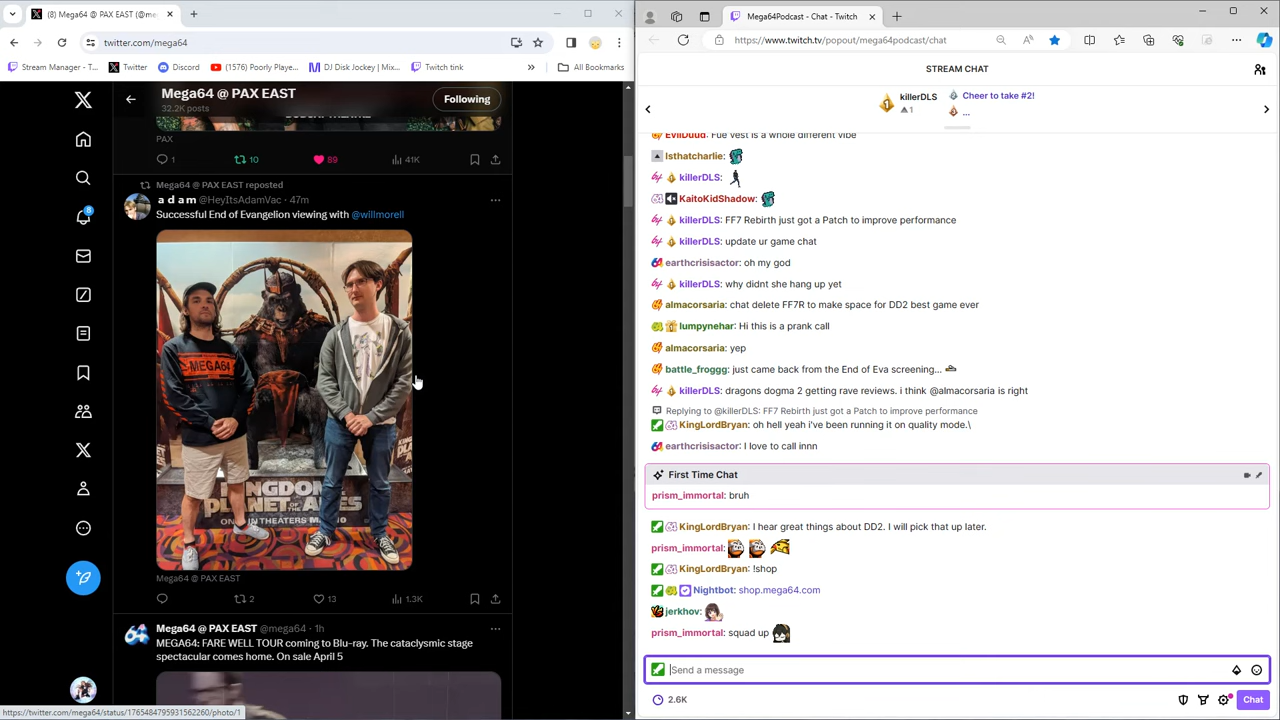 (8) Mega64 @ PAX EAST (@me
twitter.com/mega64
Stream Manager - T...
Twitter
Discord
(1576) Poorly Playe...
DJ Disk Jockey | Mix...
Twitch tink
»
All Bookmarks
Mega64 @ PAX EAST
32.2K posts
Following
PAX
1
10
89
41K
Mega64 @ PAX EAST reposted
a d a m @HeyItsAdamVac · 47m
Successful End of Evangelion viewing with @willmorell
MEGA64
KINGDOM
PLANET OF THE APES
Mega64 @ PAX EAST
2
13
1.3K
Mega64 @ PAX EAST @mega64 · 1h
MEGA64: FARE WELL TOUR coming to Blu-ray. The cataclysmic stage
spectacular comes home. On sale April 5
https://twitter.com/mega64/status/1765484795931562260/photo/1
Mega64Podcast - Chat - Twitch
https://www.twitch.tv/popout/mega64podcast/chat
STREAM CHAT
1
killerDLS
1
Cheer to take #2!
...
EvilDuud: Fue vest is a whole different vibe
Isthatcharlie:
killerDLS:
KaitoKidShadow:
killerDLS: FF7 Rebirth just got a Patch to improve performance
killerDLS: update ur game chat
earthcrisisactor: oh my god
killerDLS: why didnt she hang up yet
almacorsaria: chat delete FF7R to make space for DD2 best game ever
lumpynehar: Hi this is a prank call
almacorsaria: yep
battle_froggg: just came back from the End of Eva screening...
killerDLS: dragons dogma 2 getting rave reviews. i think @almacorsaria is right
Replying to @killerDLS: FF7 Rebirth just got a Patch to improve performance
KingLordBryan: oh hell yeah i've been running it on quality mode.\
earthcrisisactor: I love to call innn
First Time Chat
prism_immortal: bruh
KingLordBryan: I hear great things about DD2. I will pick that up later.
prism_immortal:
KingLordBryan: !shop
Nightbot: shop.mega64.com
jerkhov:
prism_immortal: squad up
Send a message
2.6K
Chat